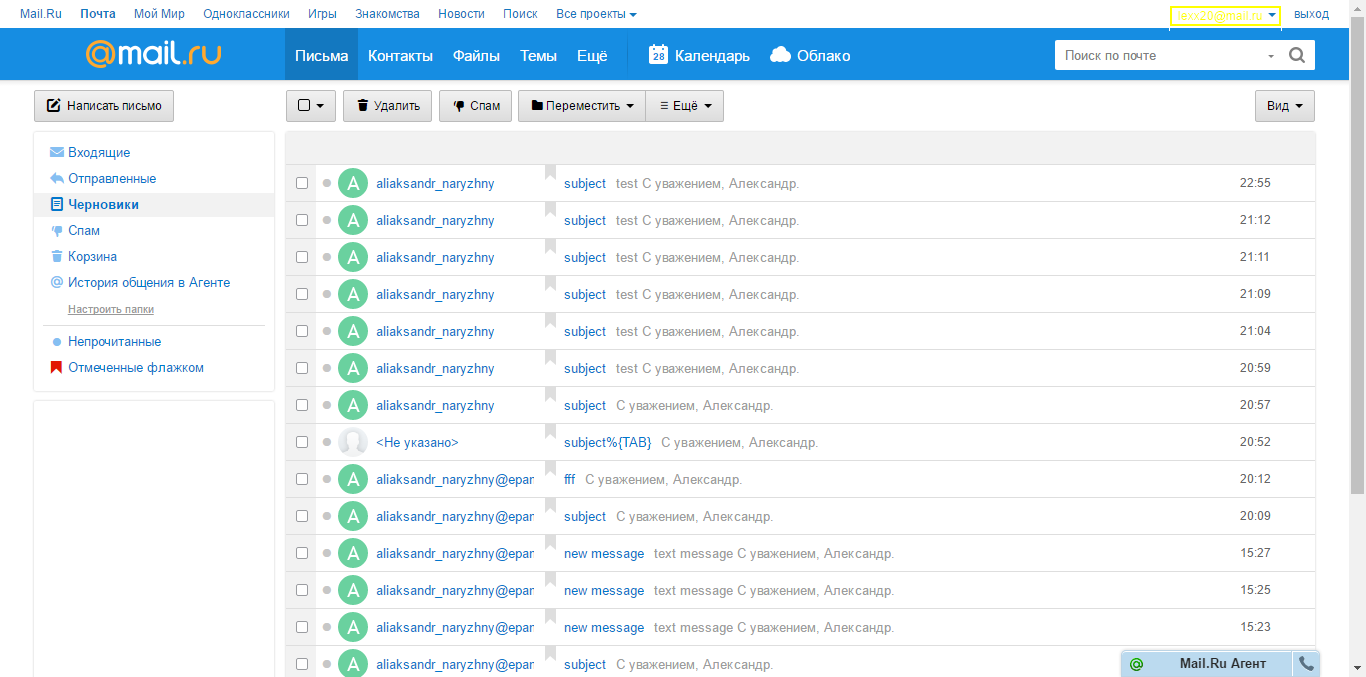 Mail.Ru Почта Мой Мир Одноклассники Игры Знакомства Новости Поиск Все проекты выход
@mail.ru Письма Контакты Файлы Темы Ещё 28 Календарь Облако Поиск по почте
Написать письмо Удалить Спам Переместить Ещё Вид
Входящие
Отправленные
Черновики
Спам
Корзина
История общения в Агенте
Настроить папки
Непрочитанные
Отмеченные флажком
A aliaksandr_naryzhny subject test С уважением, Александр. 22:55
A aliaksandr_naryzhny subject test С уважением, Александр. 21:12
A aliaksandr_naryzhny subject test С уважением, Александр. 21:11
A aliaksandr_naryzhny subject test С уважением, Александр. 21:09
A aliaksandr_naryzhny subject test С уважением, Александр. 21:04
A aliaksandr_naryzhny subject test С уважением, Александр. 20:59
A aliaksandr_naryzhny subject С уважением, Александр. 20:57
<Не указано> subject%{TAB} С уважением, Александр. 20:52
A aliaksandr_naryzhny@epar fff С уважением, Александр. 20:12
A aliaksandr_naryzhny@epar subject С уважением, Александр. 20:09
A aliaksandr_naryzhny@epar new message text message С уважением, Александр. 15:27
A aliaksandr_naryzhny@epar new message text message С уважением, Александр. 15:25
A aliaksandr_naryzhny@epar new message text message С уважением, Александр. 15:23
A aliaksandr_naryzhny@epar subject С уважением, Александр.
@ Mail.Ru Агент